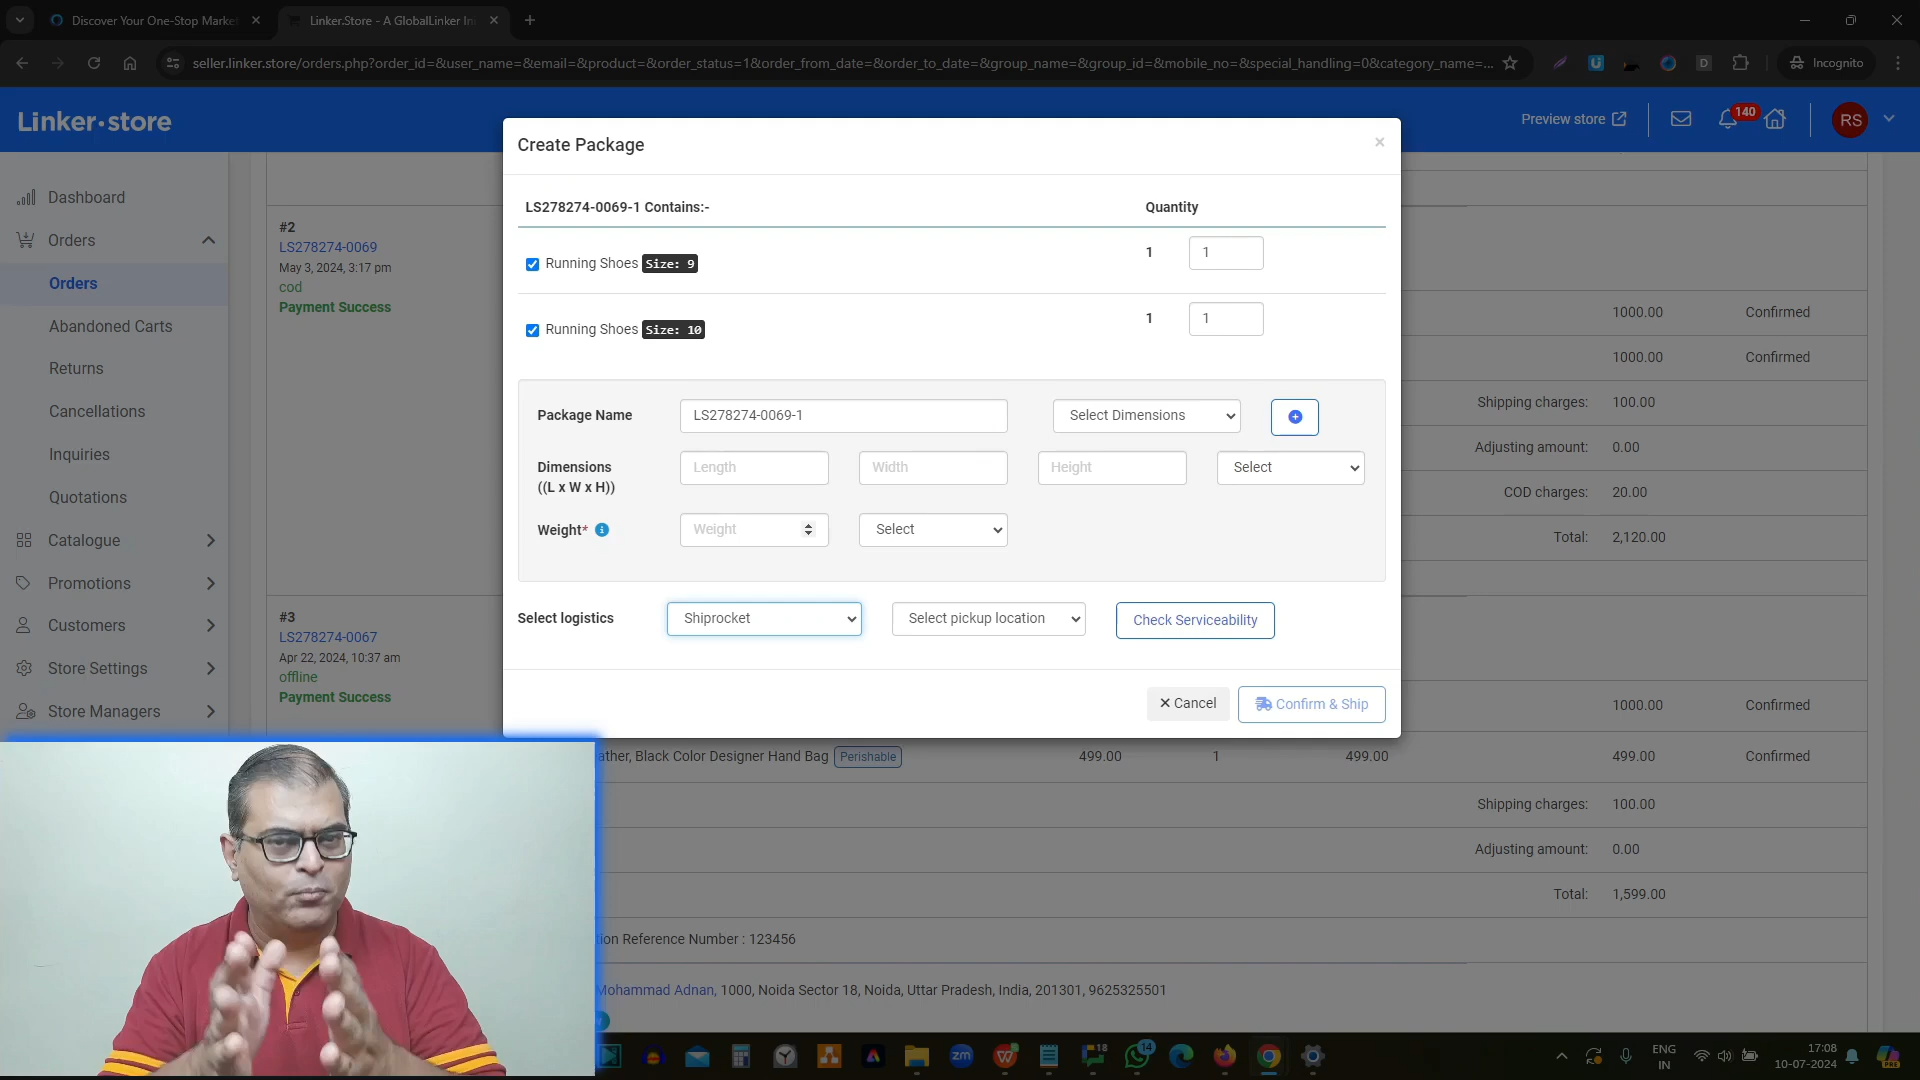 Discover Your One-Stop Marke
Linker.Store - A GlobalLinker In
seller.linker.store/orders.php?order_id=&user_name=&email=&product=&order_status=1&order_from_date=&order_to_date=&group_name=&group_id=&mobile_no=&special_handling=0&category_name=...
Incognito
Linker·store
Preview store
140
RS
Dashboard
Orders
Orders
Abandoned Carts
Returns
Cancellations
Inquiries
Quotations
Catalogue
Promotions
Customers
Store Settings
Store Managers
#2
LS278274-0069
May 3, 2024, 3:17 pm
cod
Payment Success
#3
LS278274-0067
Apr 22, 2024, 10:37 am
offline
Payment Success
Create Package
×
LS278274-0069-1 Contains:- Quantity
Running Shoes Size: 9 1 1
Running Shoes Size: 10 1 1
Package Name LS278274-0069-1 Select Dimensions
Dimensions Length Width Height Select
((L x W x H))
Weight* Weight Select
Select logistics Shiprocket Select pickup location Check Serviceability
Cancel Confirm & Ship
1000.00 Confirmed
1000.00 Confirmed
Shipping charges: 100.00
Adjusting amount: 0.00
COD charges: 20.00
Total: 2,120.00
1000.00 Confirmed
ather, Black Color Designer Hand Bag Perishable 499.00 1 499.00 499.00 Confirmed
Shipping charges: 100.00
Adjusting amount: 0.00
Total: 1,599.00
tion Reference Number : 123456
Mohammad Adnan, 1000, Noida Sector 18, Noida, Uttar Pradesh, India, 201301, 9625325501
zm
18
14
ENG
IN
17:08
10-07-2024
PRE